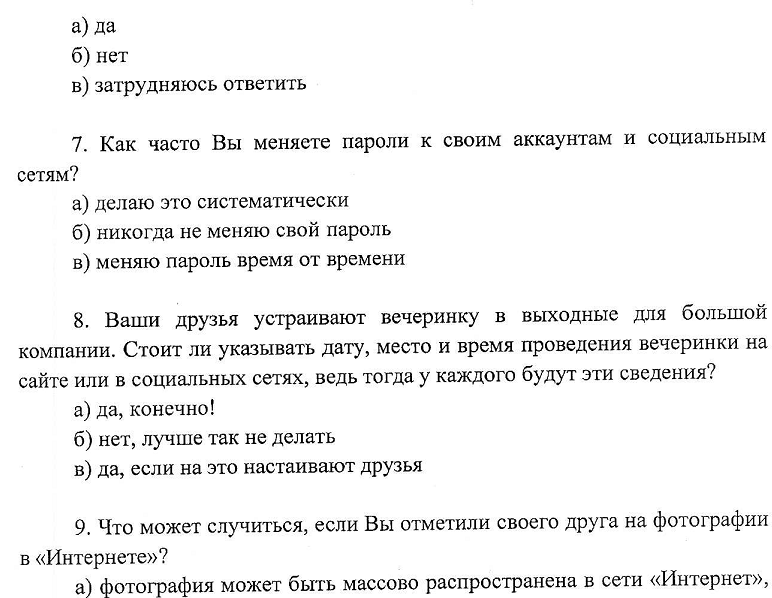 а) да
б) нет
в) затрудняюсь ответить
7. Как часто Вы меняете пароли к своим аккаунтам и социальным
сетям?
а) делаю это систематически
б) никогда не меняю свой пароль
в) меняю пароль время от времени
8. Ваши друзья устраивают вечеринку в выходные для большой
компании. Стоит ли указывать дату, место и время проведения вечеринки на
сайте или в социальных сетях, ведь тогда у каждого будут эти сведения?
а) да, конечно!
б) нет, лучше так не делать
в) да, если на это настаивают друзья
9. Что может случиться, если Вы отметили своего друга на фотографии
в «Интернете»?
а) фотография может быть массово распространена в сети «Интернет»,